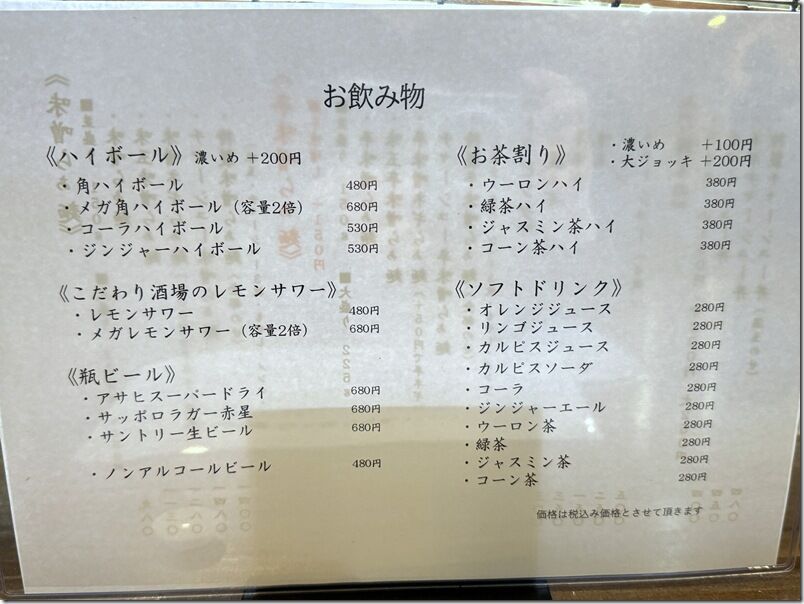 お飲み物
《ハイボール》 濃いめ +200円
・角ハイボール 480円
・メガ角ハイボール(容量2倍) 680円
・コーラハイボール 530円
・ジンジャーハイボール 530円
《こだわり酒場のレモンサワー》
・レモンサワー 480円
・メガレモンサワー(容量2倍) 680円
《瓶ビール》
・アサヒスーパードライ 680円
・サッポロラガー赤星 680円
・サントリー生ビール 680円
・ノンアルコールビール 480円
《お茶割り》
・濃いめ +100円
・大ジョッキ +200円
・ウーロンハイ 380円
・緑茶ハイ 380円
・ジャスミン茶ハイ 380円
・コーン茶ハイ 380円
《ソフトドリンク》
・オレンジジュース 280円
・リンゴジュース 280円
・カルピスジュース 280円
・カルピスソーダ 280円
・コーラ 280円
・ジンジャーエール 280円
・ウーロン茶 280円
・緑茶 280円
・ジャスミン茶 280円
・コーン茶 280円
価格は税込み価格とさせて頂きます